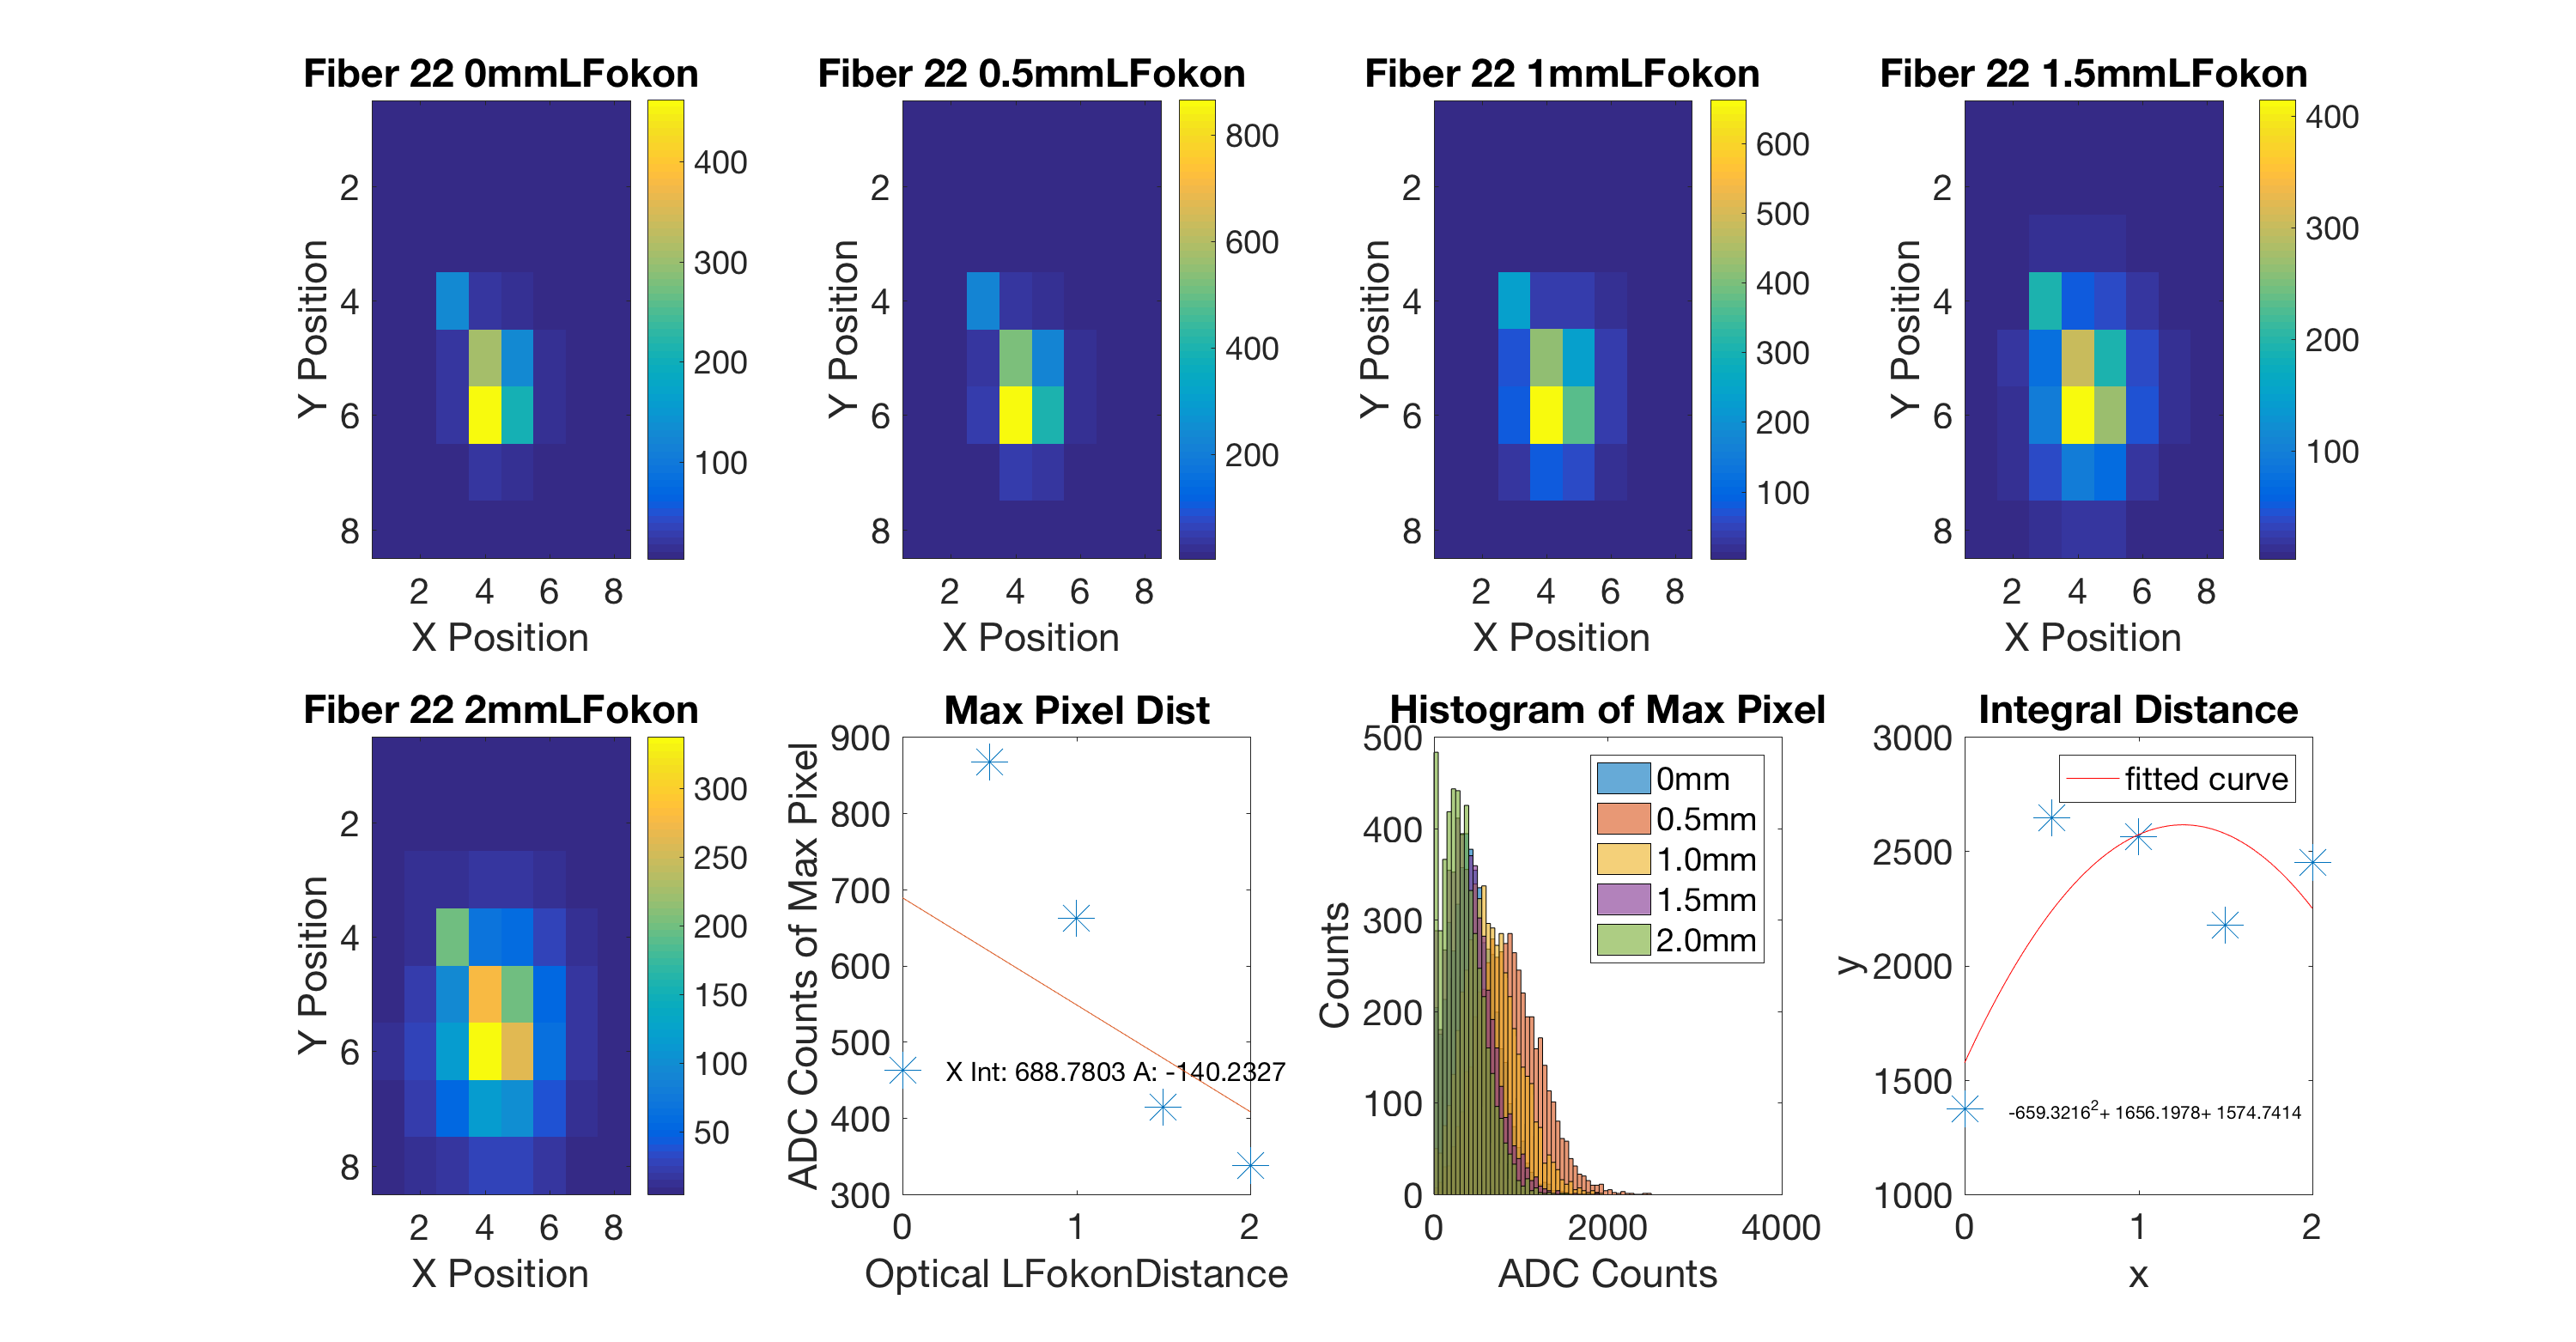 Fiber 22 0mmLFokon
Y Position
2
4
6
8
2 4 6 8
X Position
400
300
200
100
Fiber 22 0.5mmLFokon
Y Position
2
4
6
8
2 4 6 8
X Position
800
600
400
200
Fiber 22 1mmLFokon
Y Position
2
4
6
8
2 4 6 8
X Position
600
500
400
300
200
100
Fiber 22 1.5mmLFokon
Y Position
2
4
6
8
2 4 6 8
X Position
400
300
200
100
Fiber 22 2mmLFokon
Y Position
2
4
6
8
2 4 6 8
X Position
300
250
200
150
100
50
Max Pixel Dist
ADC Counts of Max Pixel
900
800
700
600
500
400
300
X Int: 688.7803 A: -140.2327
0 1 2
Optical LFokonDistance
Histogram of Max Pixel
Counts
500
400
300
200
100
0
0mm
0.5mm
1.0mm
1.5mm
2.0mm
0 2000 4000
ADC Counts
Integral Distance
y
3000
2500
2000
1500
1000
fitted curve
-659.3216²+ 1656.1978+ 1574.7414
0 1 2
x